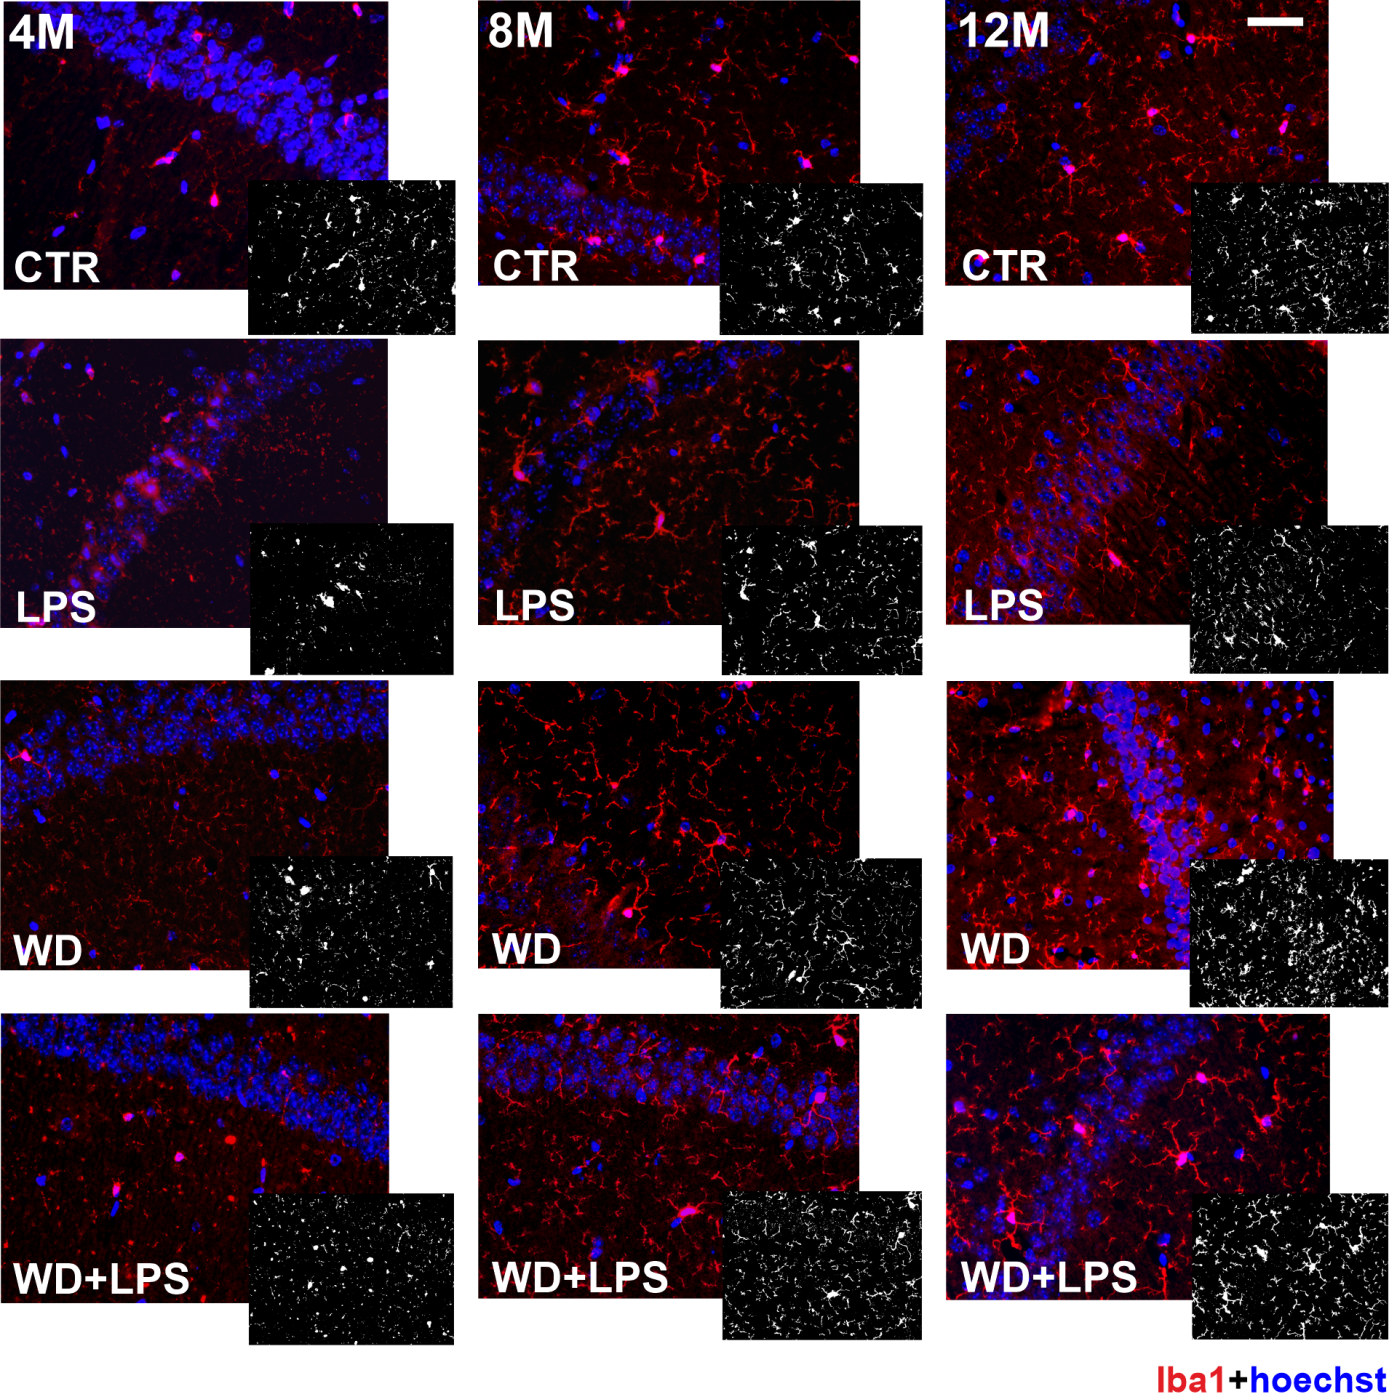 4M
8M
12M
CTR
CTR
CTR
LPS
LPS
LPS
WD
WD
WD
WD+LPS
WD+LPS
WD+LPS
Iba1+hoechst